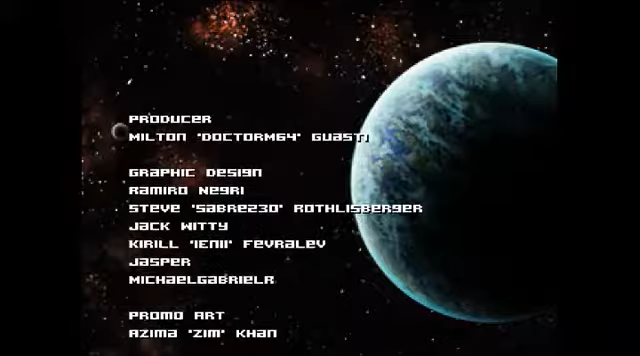 PRODUCER
MILTON "DOCTORM64" GUASTI
GRAPHIC DESIGN
RAMIRO NEGRI
STEVE "SABRE230" ROTHLISBERGER
JACK WITTY
KIRILL "IENII" FEVRALEV
JASPER
MICHAELGABRIELR
PROMO ART
AZIMA "ZIM" KHAN